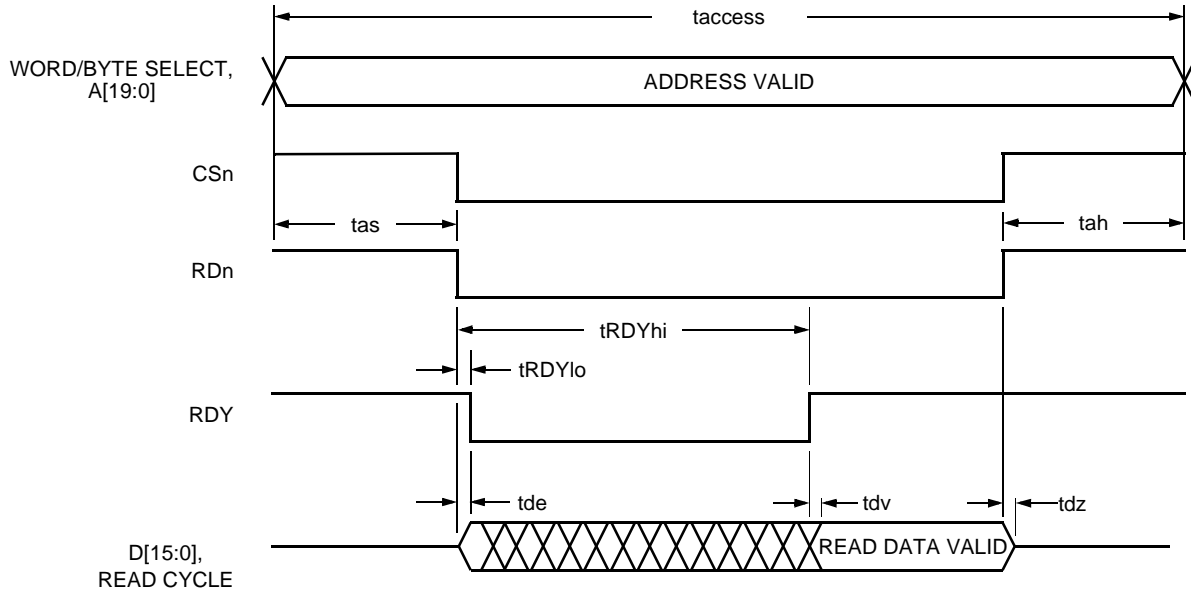 taccess
WORD/BYTE SELECT,
A[19:0]
ADDRESS VALID
CSn
tas
tah
RDn
tRDYhi
tRDYlo
RDY
tde
tdv
tdz
D[15:0],
READ CYCLE
READ DATA VALID